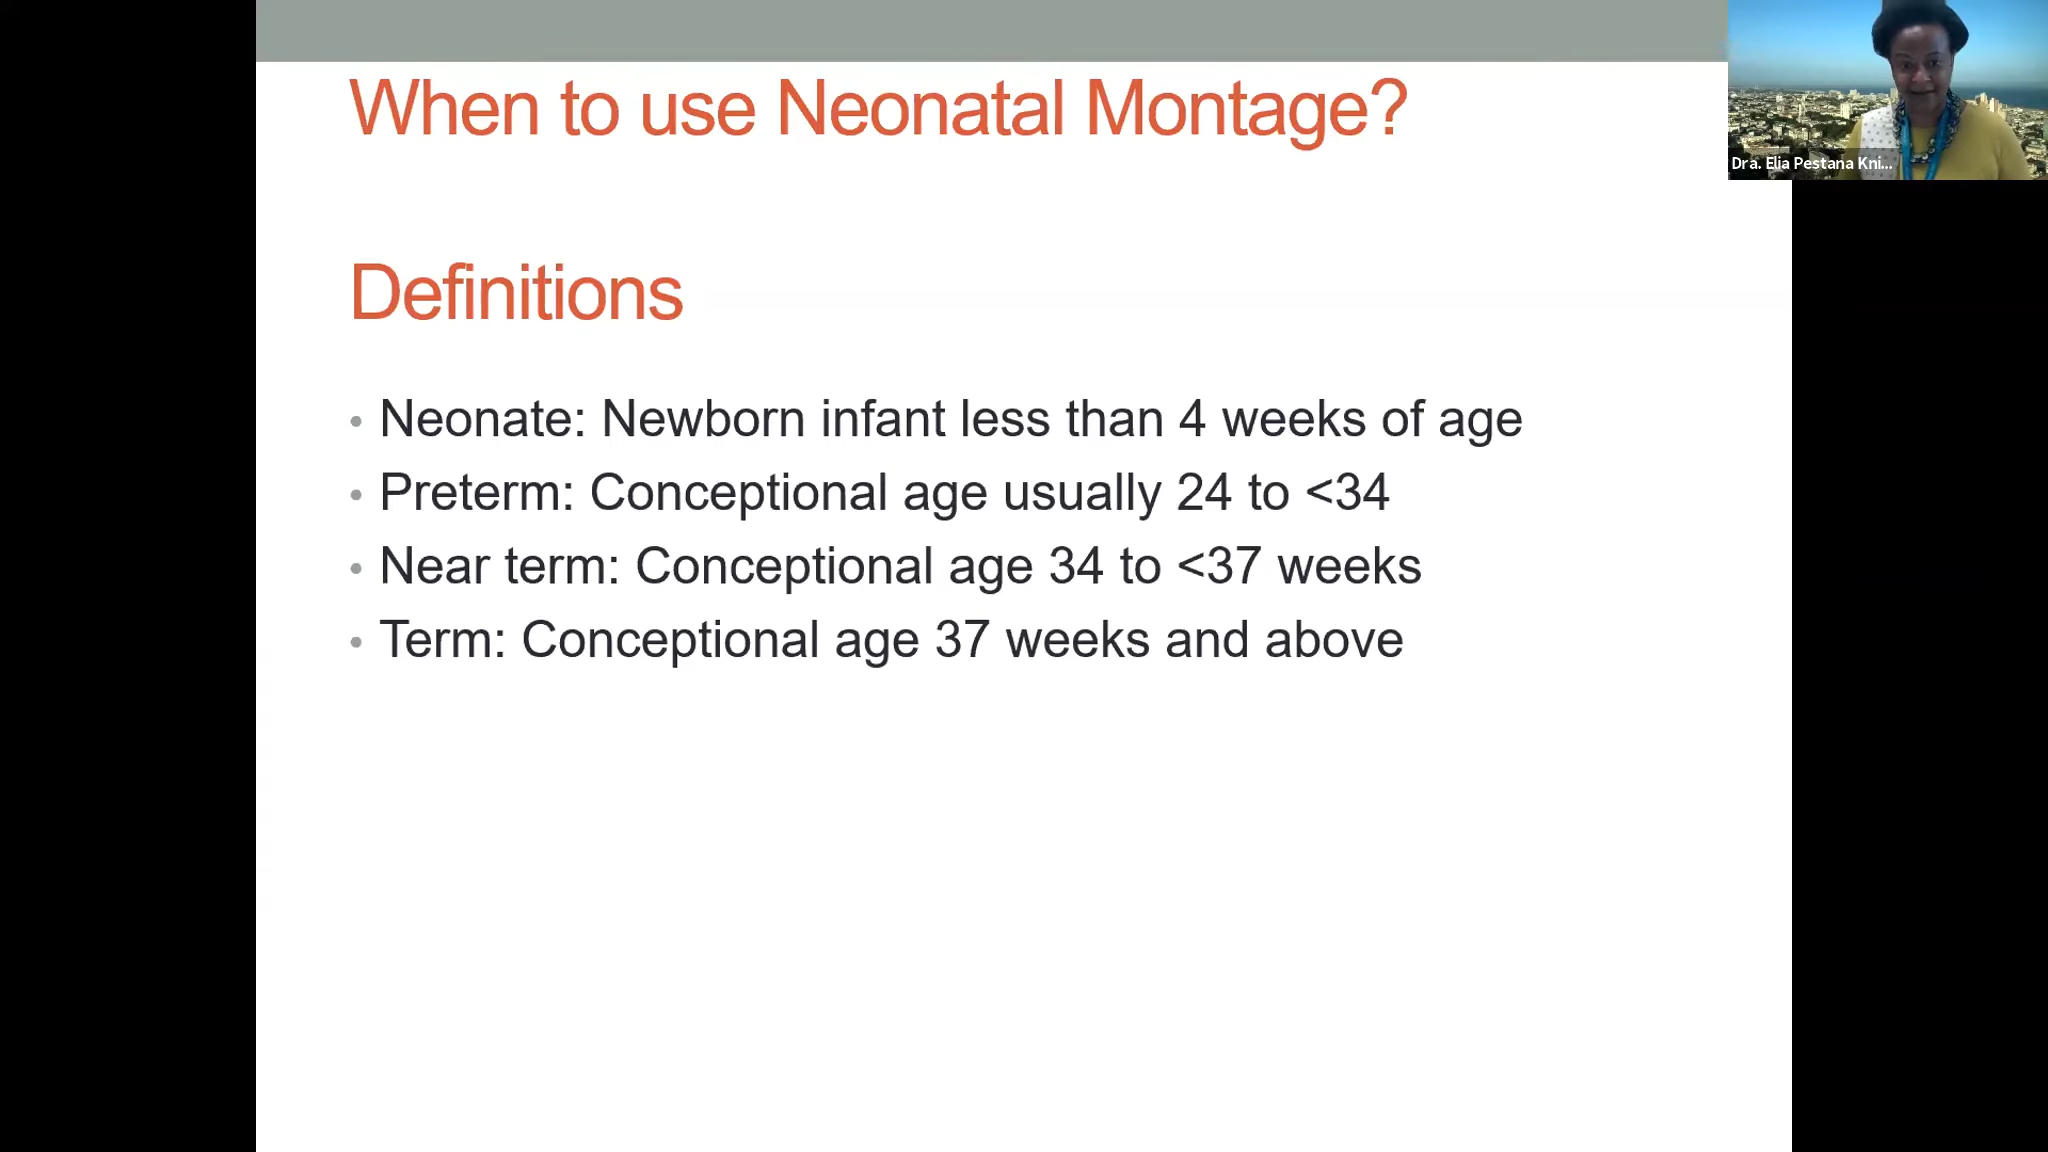 When to use Neonatal Montage?
Dra. Elia Pestana Kni...
Definitions
• Neonate: Newborn infant less than 4 weeks of age
• Preterm: Conceptional age usually 24 to <34
• Near term: Conceptional age 34 to <37 weeks
• Term: Conceptional age 37 weeks and above